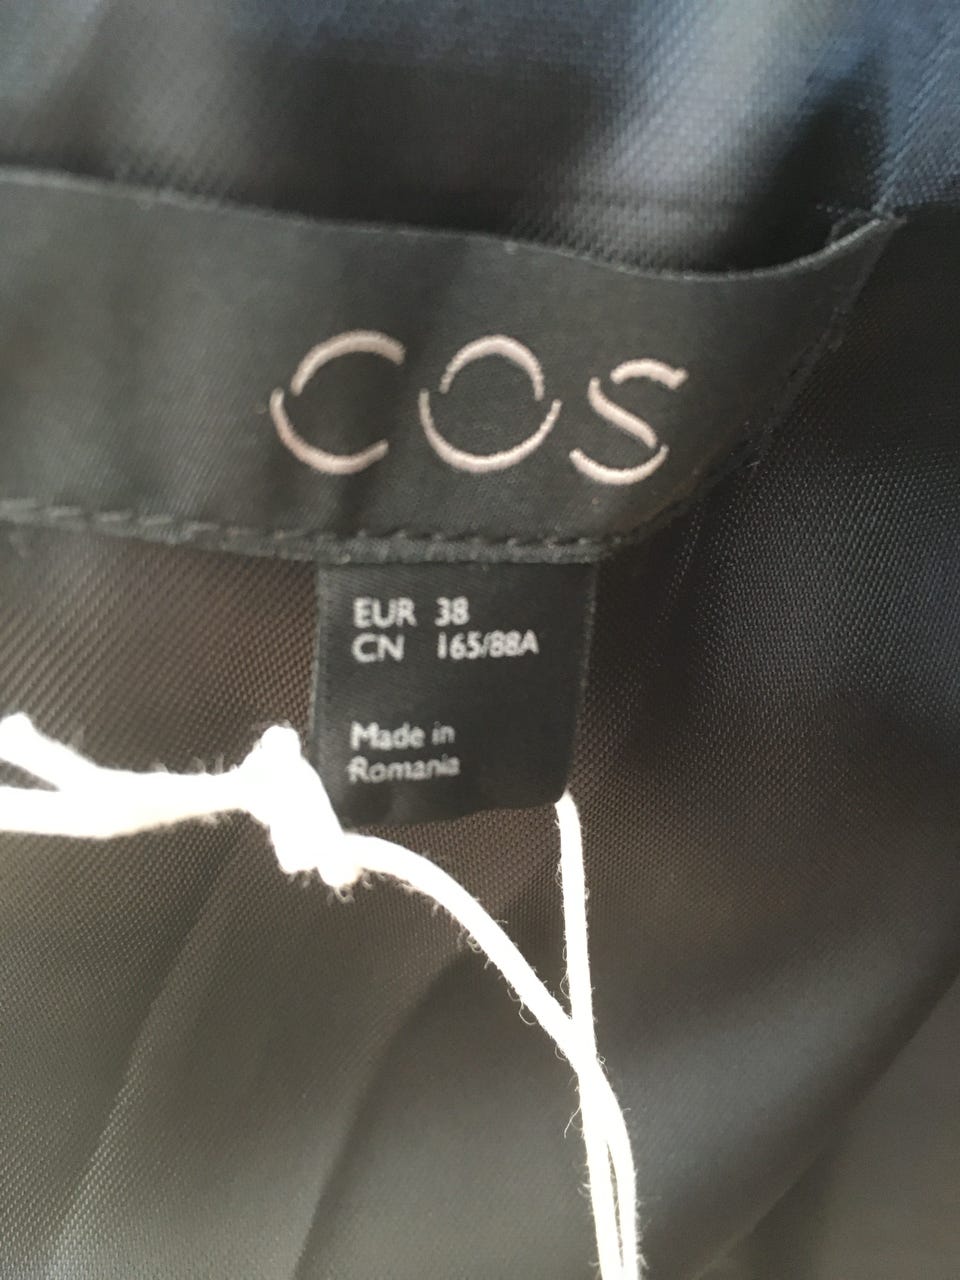 COS
EUR 38
CN 165/88A
Made in
Romania